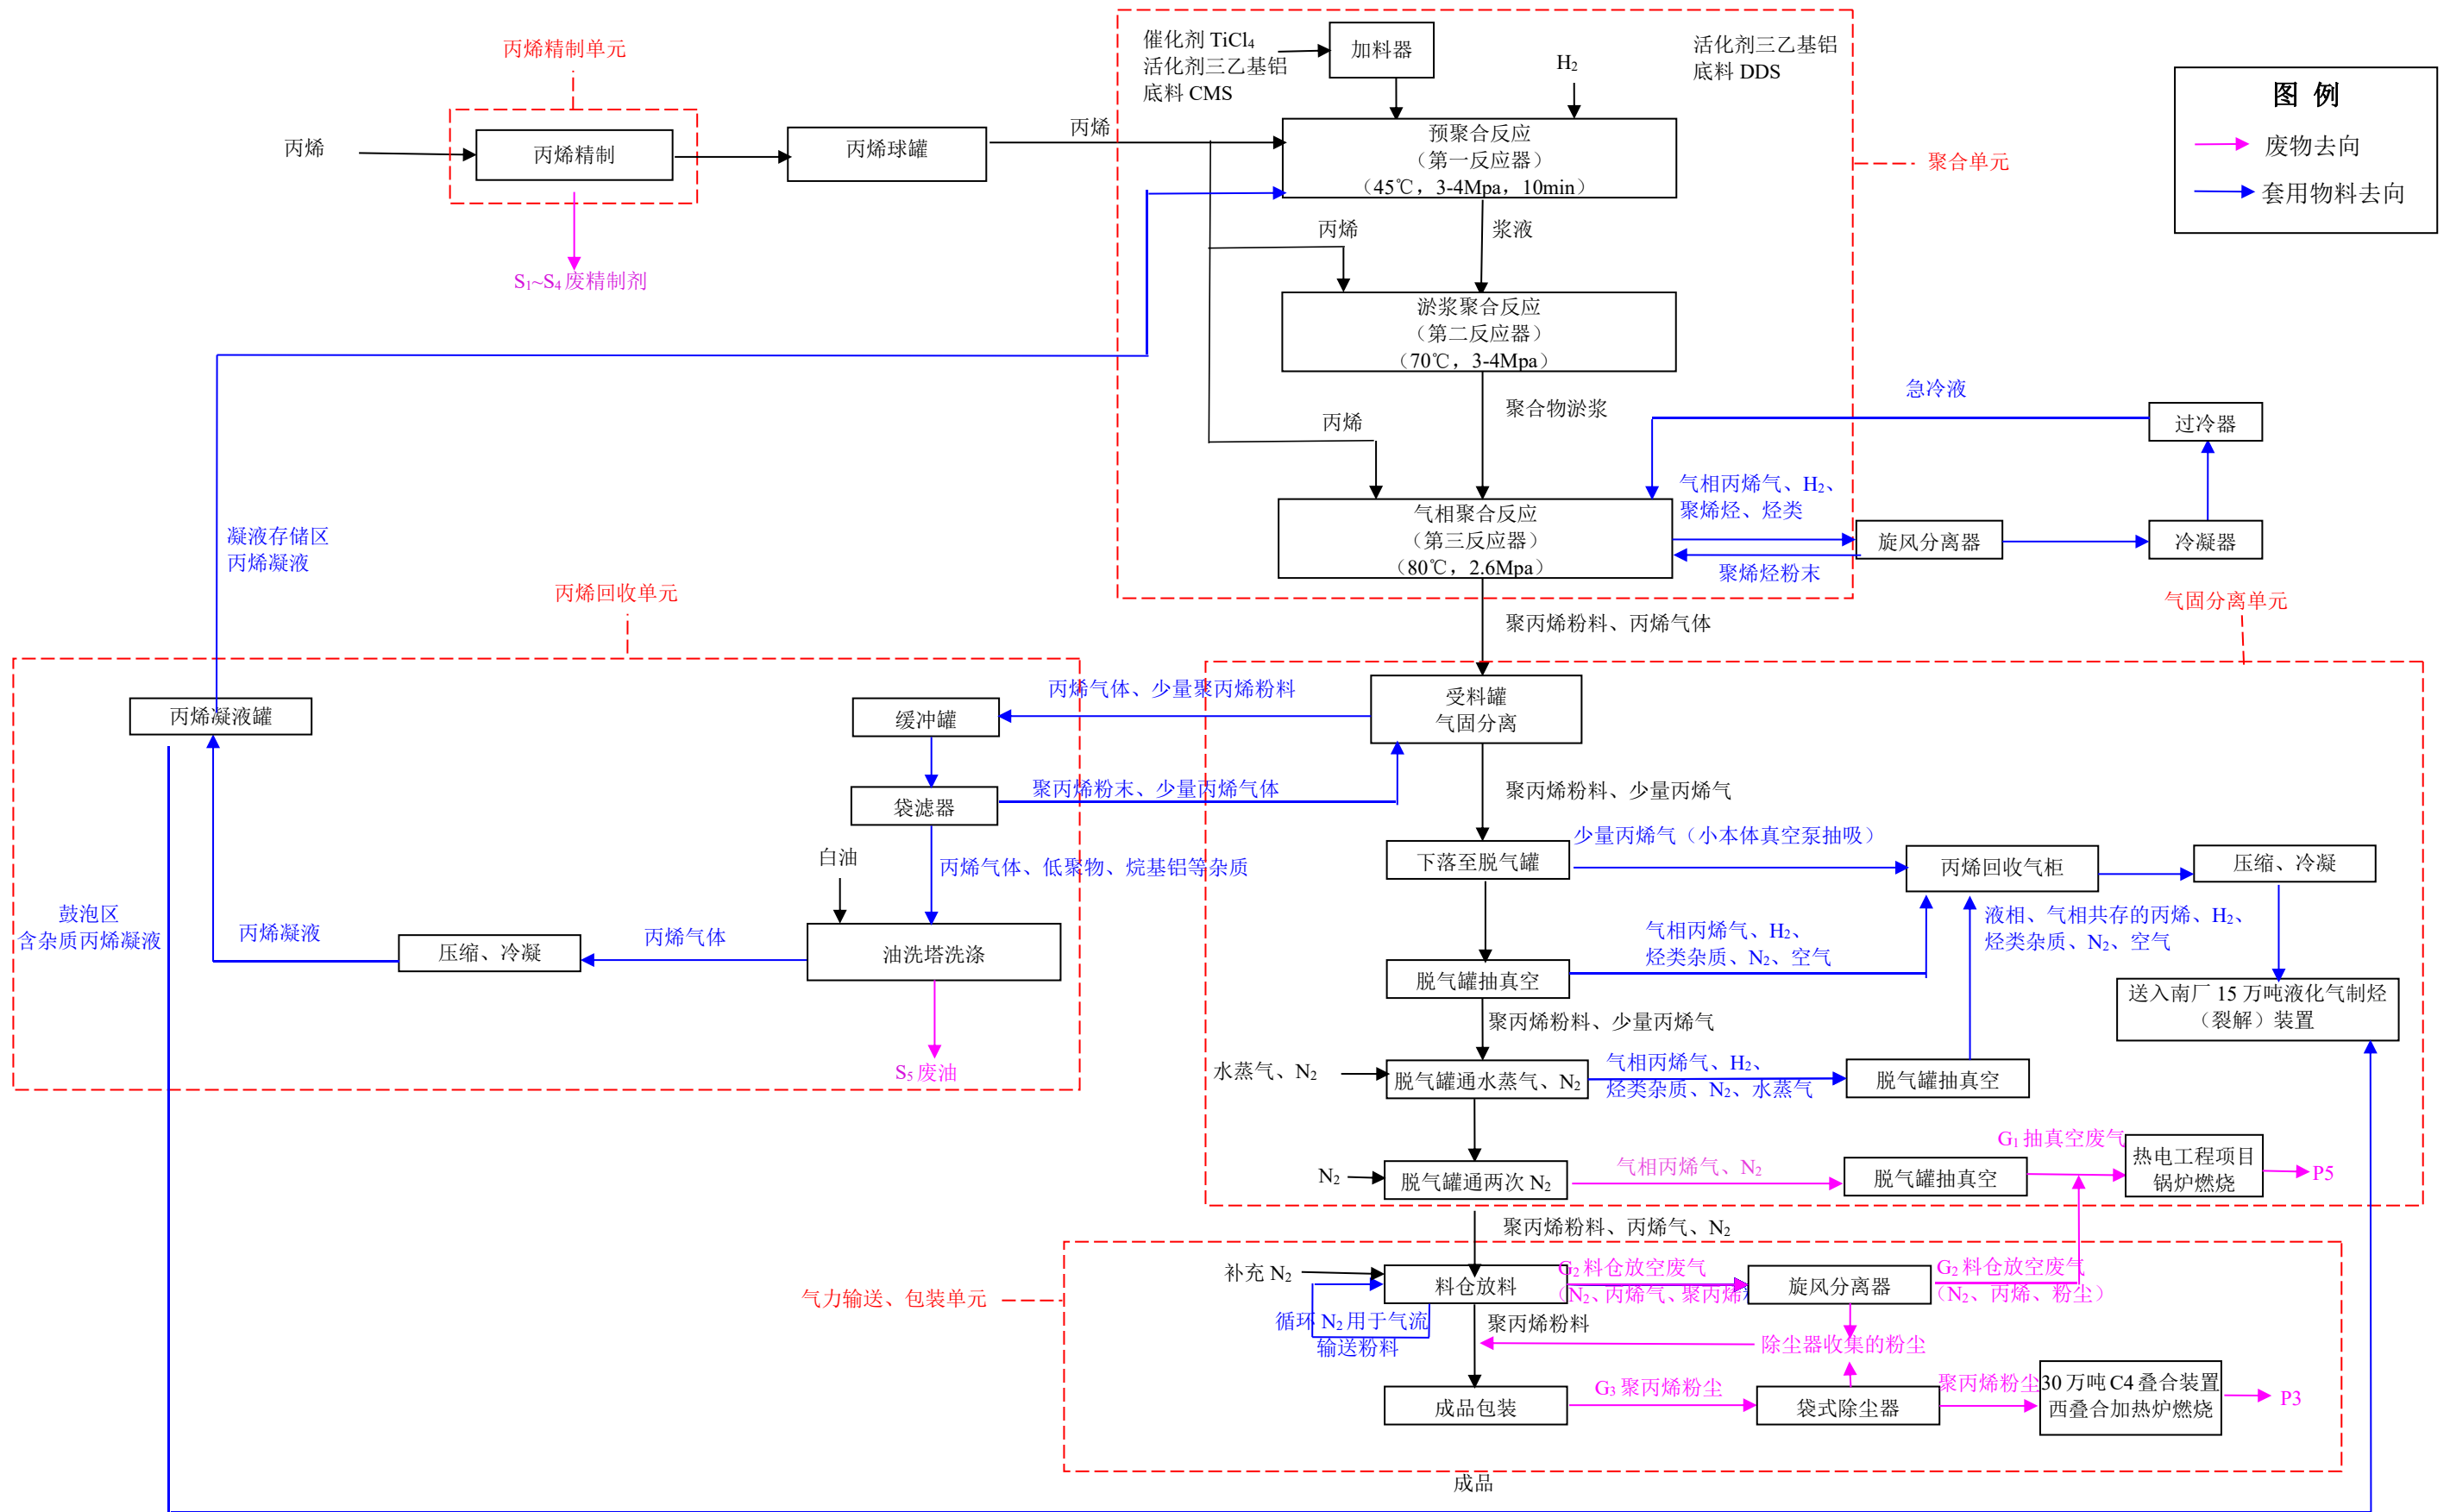 丙烯精制单元
催化剂 TiCl₄
活化剂三乙基铝
底料 CMS
加料器
H₂
活化剂三乙基铝
底料 DDS
图 例
废物去向
套用物料去向
丙烯
丙烯精制
丙烯球罐
丙烯
预聚合反应
（第一反应器）
（45℃，3-4Mpa，10min）
聚合单元
S₁~S₄ 废精制剂
丙烯
浆液
淤浆聚合反应
（第二反应器）
（70℃，3-4Mpa）
急冷液
过冷器
丙烯
聚合物淤浆
气相丙烯气、H₂、
聚烯烃、烃类
气相聚合反应
（第三反应器）
（80℃，2.6Mpa）
旋风分离器
冷凝器
聚烯烃粉末
凝液存储区
丙烯凝液
丙烯回收单元
气固分离单元
聚丙烯粉料、丙烯气体
丙烯凝液罐
缓冲罐
丙烯气体、少量聚丙烯粉料
受料罐
气固分离
袋滤器
聚丙烯粉末、少量丙烯气体
聚丙烯粉料、少量丙烯气
白油
丙烯气体、低聚物、烷基铝等杂质
下落至脱气罐
少量丙烯气（小本体真空泵抽吸）
丙烯回收气柜
压缩、冷凝
鼓泡区
含杂质丙烯凝液
丙烯凝液
压缩、冷凝
丙烯气体
油洗塔洗涤
气相丙烯气、H₂、
烃类杂质、N₂、空气
液相、气相共存的丙烯、H₂、
烃类杂质、N₂、空气
脱气罐抽真空
送入南厂 15 万吨液化气制烃
（裂解）装置
聚丙烯粉料、少量丙烯气
S₅ 废油
水蒸气、N₂
脱气罐通水蒸气、N₂
气相丙烯气、H₂、
烃类杂质、N₂、水蒸气
脱气罐抽真空
N₂
脱气罐通两次 N₂
气相丙烯气、N₂
脱气罐抽真空
G₁ 抽真空废气
热电工程项目
锅炉燃烧
P5
聚丙烯粉料、丙烯气、N₂
气力输送、包装单元
补充 N₂
料仓放料
G₂ 料仓放空废气
（N₂、丙烯气、聚丙烯
旋风分离器
G₂ 料仓放空废气
（N₂、丙烯、粉尘）
循环 N₂ 用于气流
输送粉料
聚丙烯粉料
除尘器收集的粉尘
成品包装
G₃ 聚丙烯粉尘
袋式除尘器
聚丙烯粉尘
30 万吨 C4 叠合装置
西叠合加热炉燃烧
P3
成品